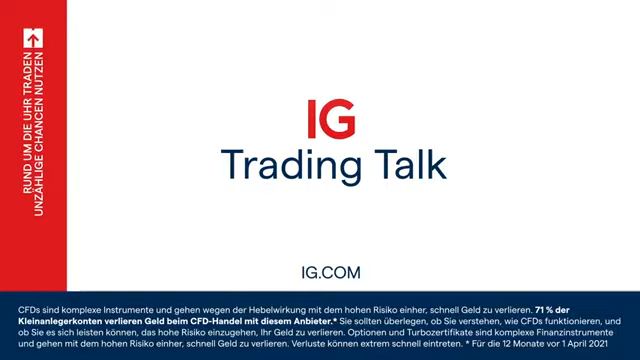 RUND UM DIE UHR TRADEN
UNZÄHLIGE CHANCEN NUTZEN
IG
Trading Talk
IG.COM
CFDs sind komplexe Instrumente und gehen wegen der Hebelwirkung mit dem hohen Risiko einher, schnell Geld zu verlieren. 71 % der
Kleinanlegerkonten verlieren Geld beim CFD-Handel mit diesem Anbieter.* Sie sollten überlegen, ob Sie verstehen, wie CFDs funktionieren, und
ob Sie es sich leisten können, das hohe Risiko einzugehen, Ihr Geld zu verlieren. Optionen und Turbozertifikate sind komplexe Finanzinstrumente
und gehen mit dem hohen Risiko einher, schnell Geld zu verlieren. Verluste können extrem schnell eintreten. * Für die 12 Monate vor 1 April 2021